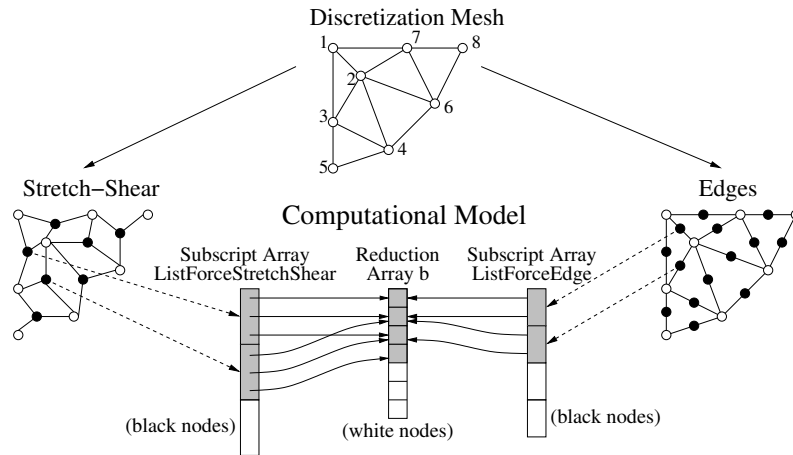 Discretization Mesh
1
7
8
2
3
6
4
5
Stretch−Shear
Edges
Computational Model
Subscript Array
ListForceStretchShear
Reduction
Array b
Subscript Array
ListForceEdge
(black nodes)
(white nodes)
(black nodes)